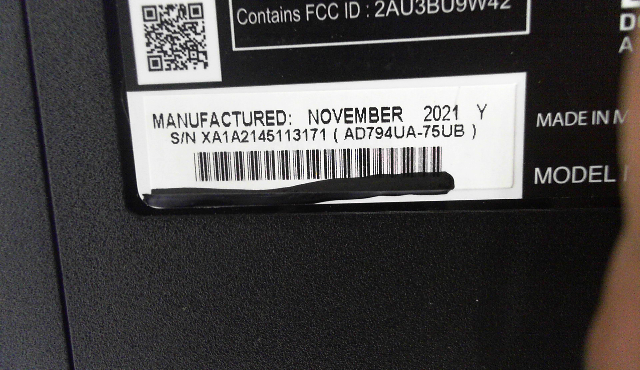 Contains FCC ID : 2AU3BU9W42
MANUFACTURED: NOVEMBER 2021 Y
S/N XA1A2145113171 ( AD794UA-75UB )
MADE IN
MODEL